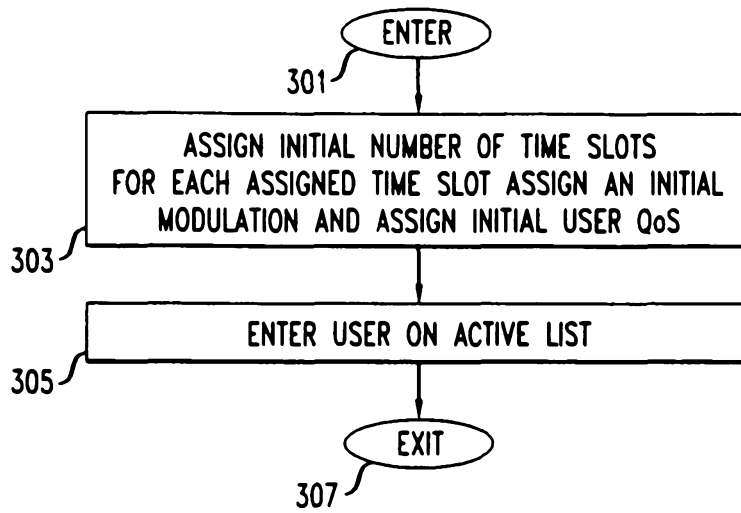 ENTER
301
ASSIGN INITIAL NUMBER OF TIME SLOTS
FOR EACH ASSIGNED TIME SLOT ASSIGN AN INITIAL
MODULATION AND ASSIGN INITIAL USER QoS
303
ENTER USER ON ACTIVE LIST
305
EXIT
307